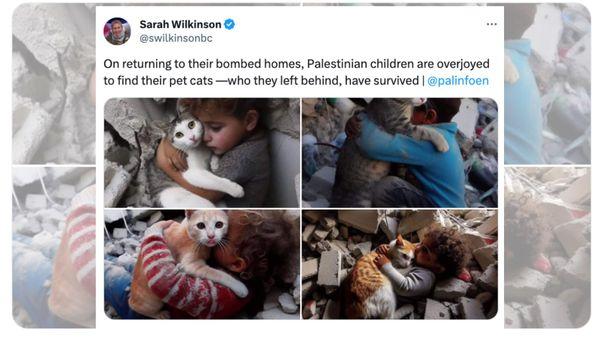 Sarah Wilkinson
@swilkinsonbc
On returning to their bombed homes, Palestinian children are overjoyed
to find their pet cats —who they left behind, have survived | @palinfoen